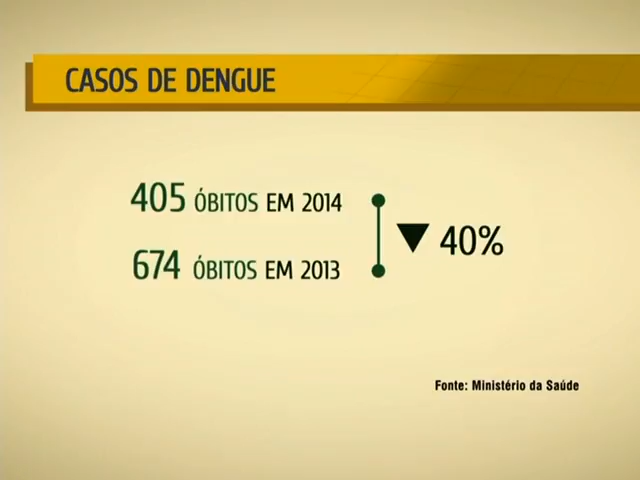 CASOS DE DENGUE
405 ÓBITOS EM 2014
674 ÓBITOS EM 2013
40%
Fonte: Ministério da Saúde